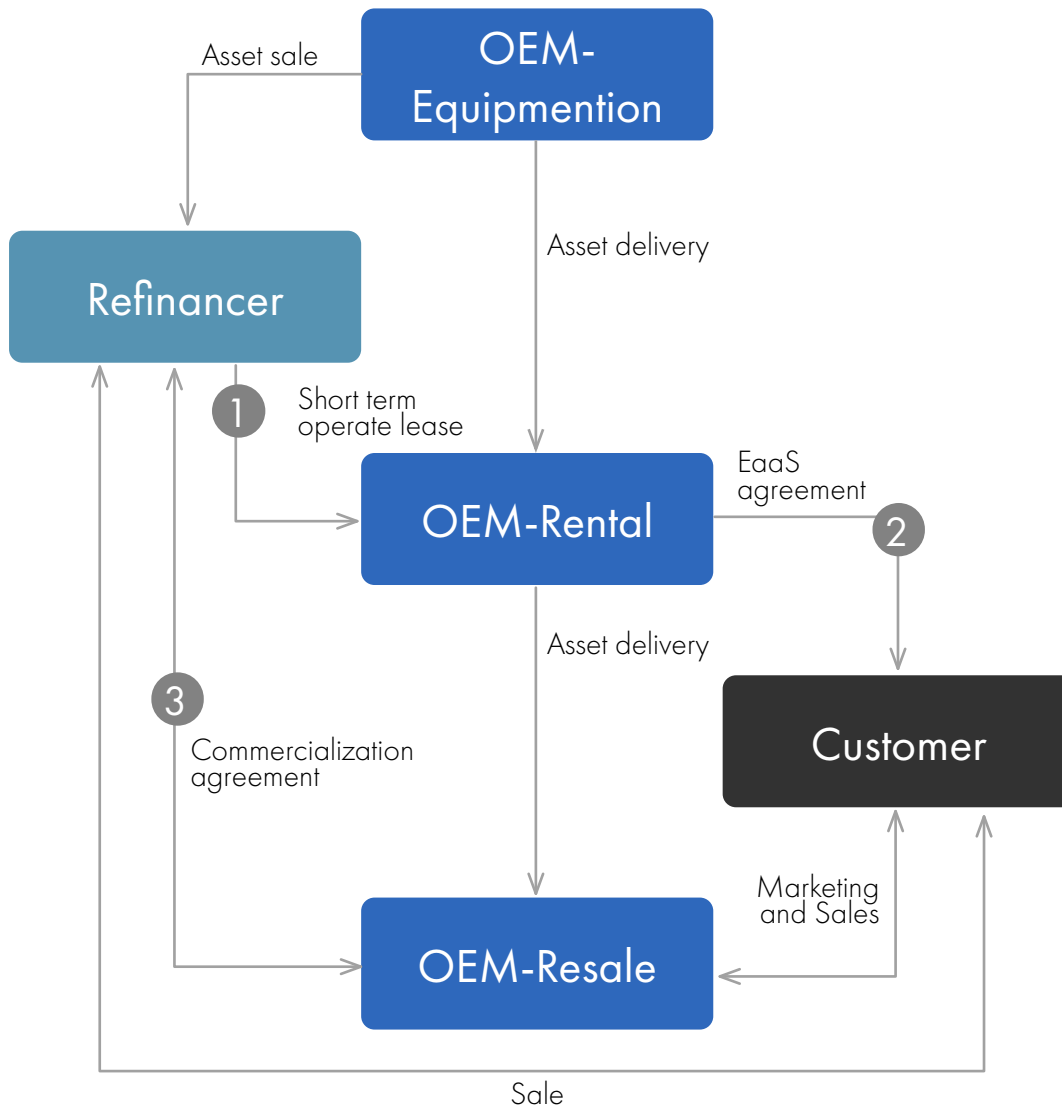 OEM-
Equipmention
Asset sale
Asset delivery
Refinancer
1
Short term
operate lease
EaaS
agreement
OEM-Rental
2
Asset delivery
3
Customer
Commercialization
agreement
Marketing
and Sales
OEM-Resale
Sale